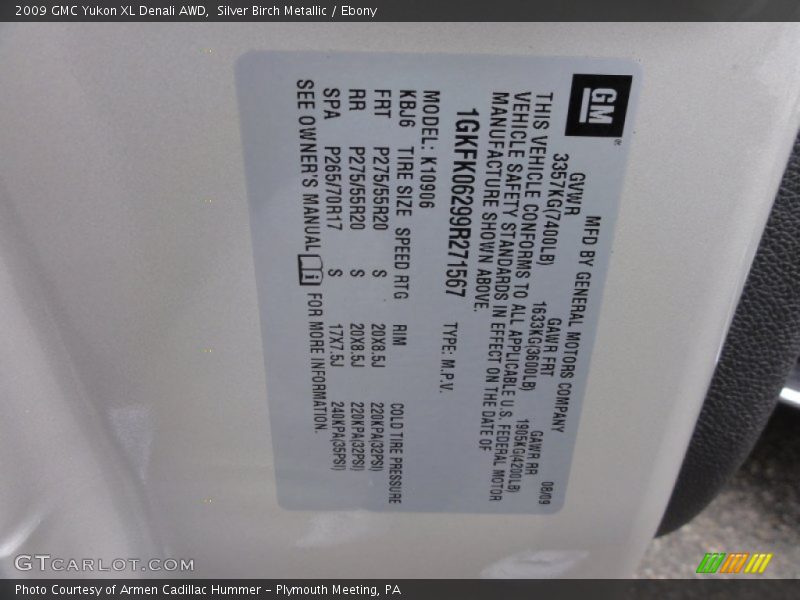 2009 GMC Yukon XL Denali AWD, Silver Birch Metallic / Ebony
GM
®
MFD BY GENERAL MOTORS COMPANY 08/09
GVWR GAWR FRT GAWR RR
3357KG(7400LB) 1633KG(3600LB) 1905KG(4200LB)
THIS VEHICLE CONFORMS TO ALL APPLICABLE U.S. FEDERAL MOTOR
VEHICLE SAFETY STANDARDS IN EFFECT ON THE DATE OF
MANUFACTURE SHOWN ABOVE.
1GKFK06299R271567 TYPE: M.P.V.
MODEL: K10906
KBJ6 TIRE SIZE SPEED RTG RIM COLD TIRE PRESSURE
FRT P275/55R20 S 20X8.5J 220KPA(32PSI)
RR P275/55R20 S 20X8.5J 220KPA(32PSI)
SPA P265/70R17 S 17X7.5J 240KPA(35PSI)
SEE OWNER'S MANUAL i FOR MORE INFORMATION.
GTCARLOT.COM
Photo Courtesy of Armen Cadillac Hummer - Plymouth Meeting, PA